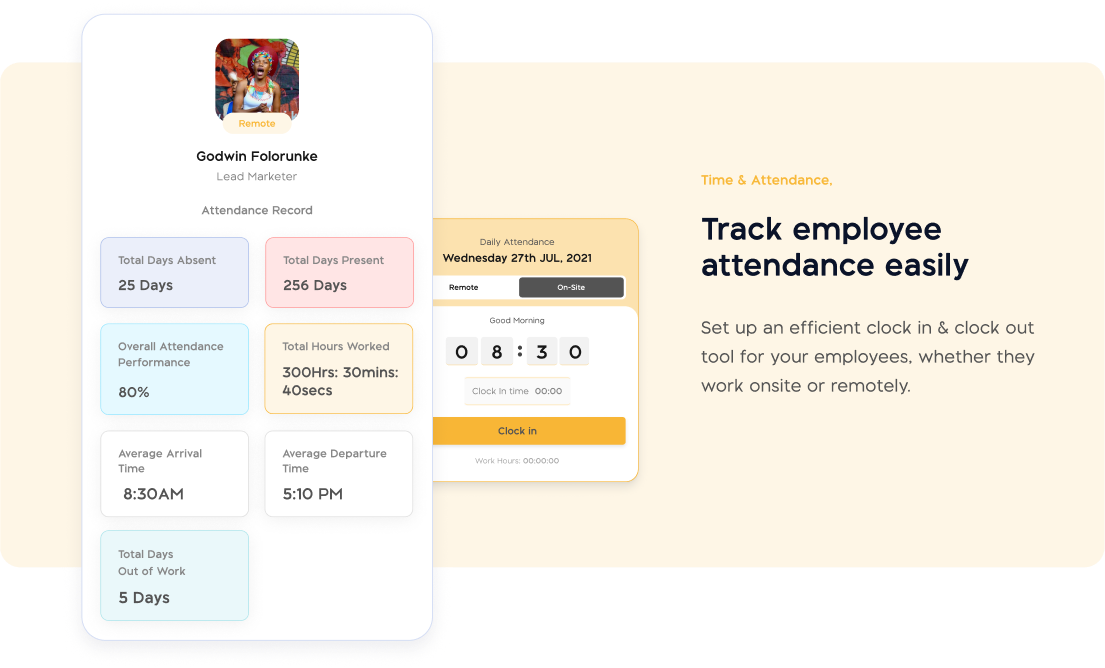 Remote
Godwin Folorunke
Lead Marketer
Attendance Record
Total Days Absent
25 Days
Total Days Present
256 Days
Overall Attendance
Performance
80%
Total Hours Worked
300Hrs: 30mins:
40secs
Average Arrival
Time
8:30AM
Average Departure
Time
5:10 PM
Total Days
Out of Work
5 Days
Daily Attendance
Wednesday 27th JUL, 2021
Remote
On-Site
Good Morning
08:30
Clock In time 00:00
Clock in
Work Hours: 00:00:00
Time & Attendance,
Track employee
attendance easily
Set up an efficient clock in & clock out
tool for your employees, whether they
work onsite or remotely.